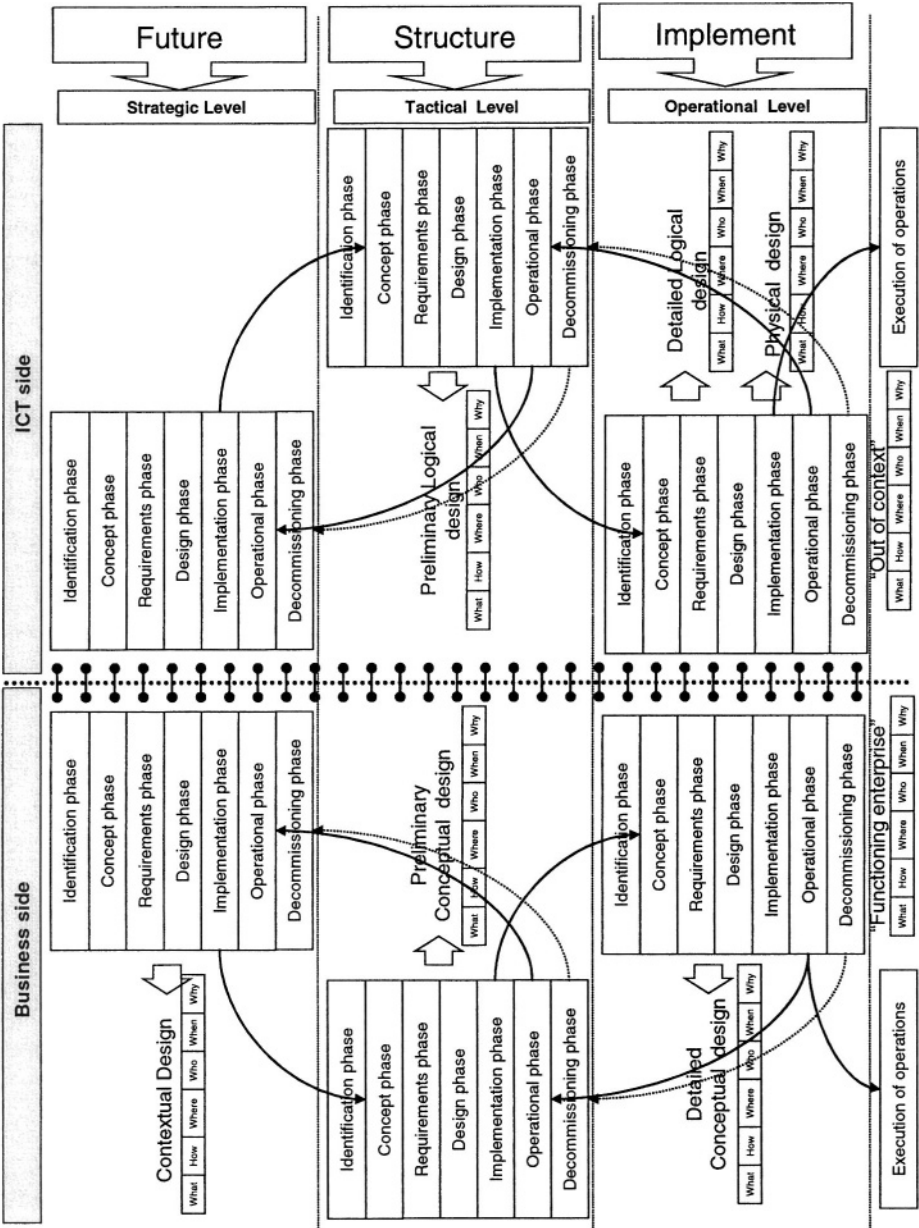 Future
Structure
Implement
Strategic Level
Tactical Level
Operational Level
ICT side
Identification phase
Concept phase
Requirements phase
Design phase
Implementation phase
Operational phase
Decommissioning phase
Identification phase
Concept phase
Requirements phase
Design phase
Implementation phase
Operational phase
Decommissioning phase
Preliminary Logical
design
What How Where Who When Why
Identification phase
Concept phase
Requirements phase
Design phase
Implementation phase
Operational phase
Decommissioning phase
Detailed Logical
design
What How Where Who When Why
Physical design
What How Where Who When Why
Execution of operations
"Out of context"
What How Where Who When Why
Business side
Identification phase
Concept phase
Requirements phase
Design phase
Implementation phase
Operational phase
Decommissioning phase
Contextual Design
What How Where Who When Why
Preliminary
Conceptual design
What How Where Who When Why
Identification phase
Concept phase
Requirements phase
Design phase
Implementation phase
Operational phase
Decommissioning phase
Identification phase
Concept phase
Requirements phase
Design phase
Implementation phase
Operational phase
Decommissioning phase
Detailed
Conceptual design
What How Where Who When Why
"Functioning enterprise"
What How Where Who When Why
Execution of operations